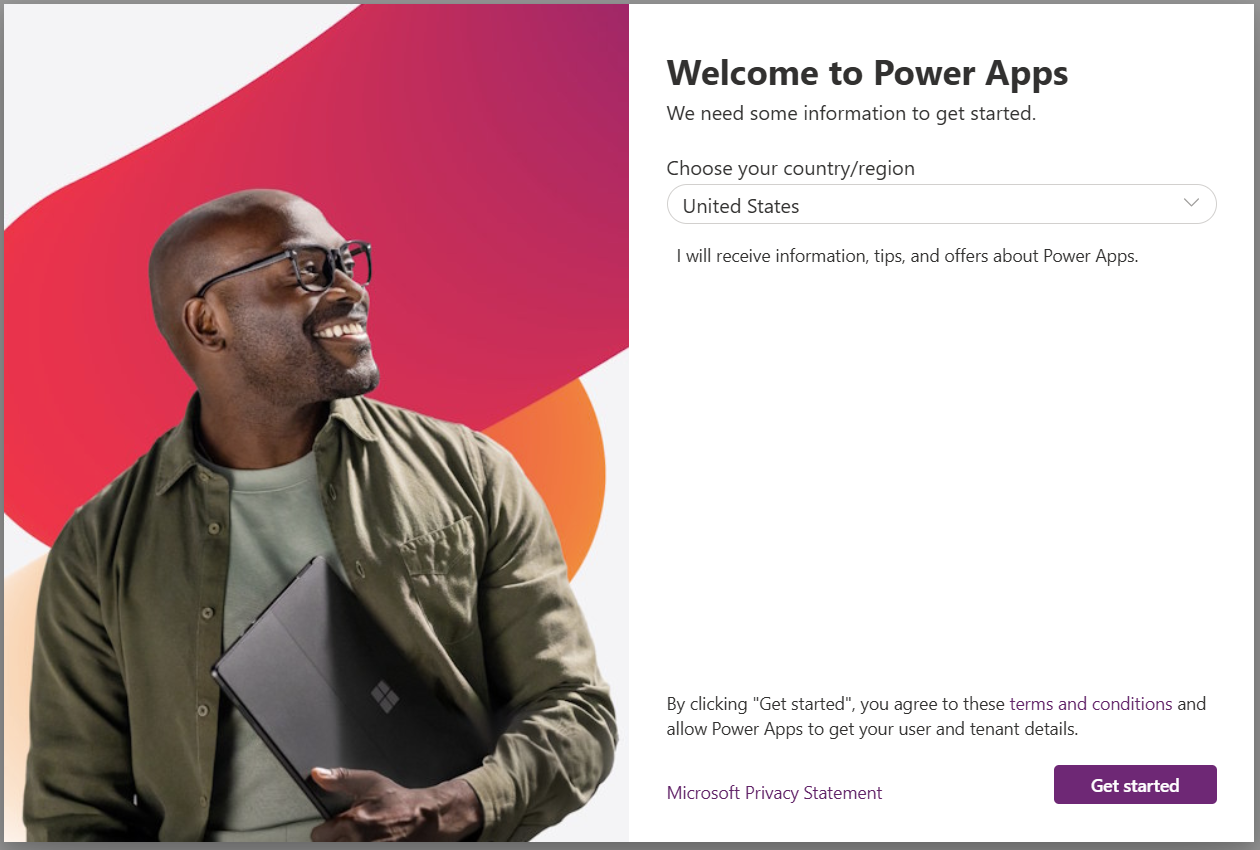 Welcome to Power Apps
We need some information to get started.
Choose your country/region
United States
I will receive information, tips, and offers about Power Apps.
By clicking "Get started", you agree to these terms and conditions and
allow Power Apps to get your user and tenant details.
Microsoft Privacy Statement
Get started